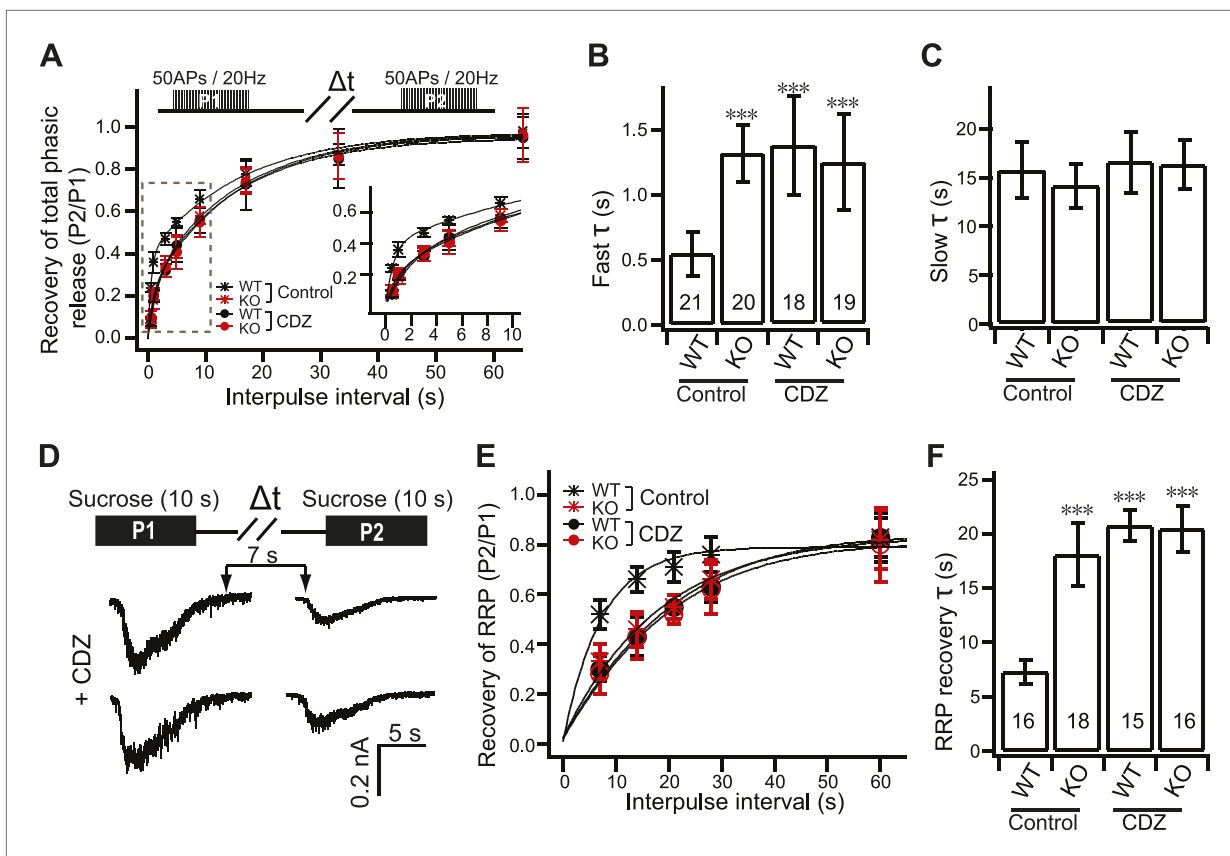 A
50APs / 20Hz
P1
Δt
50APs / 20Hz
P2
Recovery of total phasic
release (P2/P1)
1.0
0.8
0.6
0.4
0.2
0.0
0 10 20 30 40 50 60
Interpulse interval (s)
WT
KO
Control
WT
KO
CDZ
0.6
0.4
0.2
0 2 4 6 8 10
B
Fast τ (s)
1.5
1.0
0.5
0.0
*** *** ***
21 20 18 19
WT KO WT KO
Control CDZ
C
Slow τ (s)
20
15
10
5
0
WT KO WT KO
Control CDZ
D
Sucrose (10 s) Δt Sucrose (10 s)
P1 P2
7 s
+ CDZ
0.2 nA
5 s
E
Recovery of RRP (P2/P1)
1.0
0.8
0.6
0.4
0.2
0.0
WT
KO
Control
WT
KO
CDZ
0 10 20 30 40 50 60
Interpulse interval (s)
F
RRP recovery τ (s)
25
20
15
10
5
0
*** *** ***
16 18 15 16
WT KO WT KO
Control CDZ